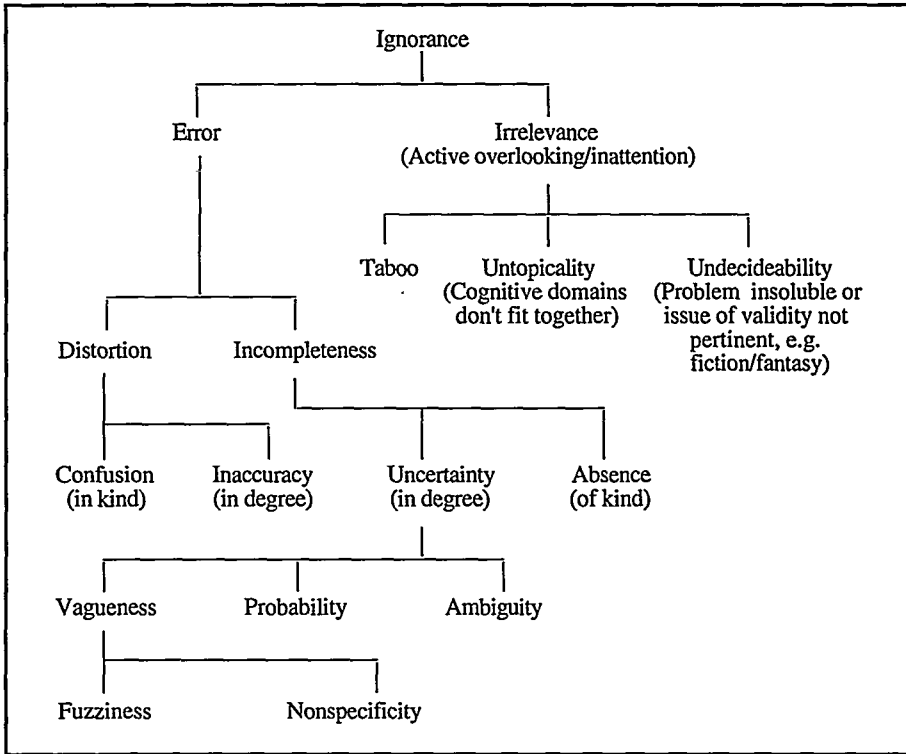 Ignorance
Error
Irrelevance
(Active overlooking/inattention)
Taboo
Untopicality
(Cognitive domains
don't fit together)
Undecideability
(Problem insoluble or
issue of validity not
pertinent, e.g.
fiction/fantasy)
Distortion
Incompleteness
Confusion
(in kind)
Inaccuracy
(in degree)
Uncertainty
(in degree)
Absence
(of kind)
Vagueness
Probability
Ambiguity
Fuzziness
Nonspecificity